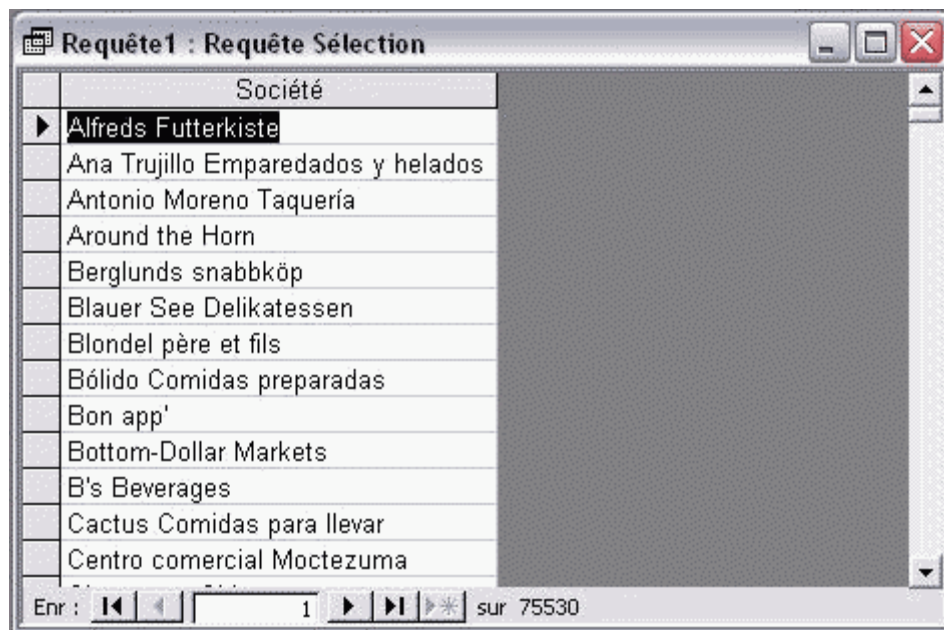 Requête1 : Requête Sélection
Société
Alfreds Futterkiste
Ana Trujillo Emparedados y helados
Antonio Moreno Taquería
Around the Horn
Berglunds snabbköp
Blauer See Delikatessen
Blondel père et fils
Bólido Comidas preparadas
Bon app'
Bottom-Dollar Markets
B's Beverages
Cactus Comidas para llevar
Centro comercial Moctezuma
Enr : 1 sur 75530